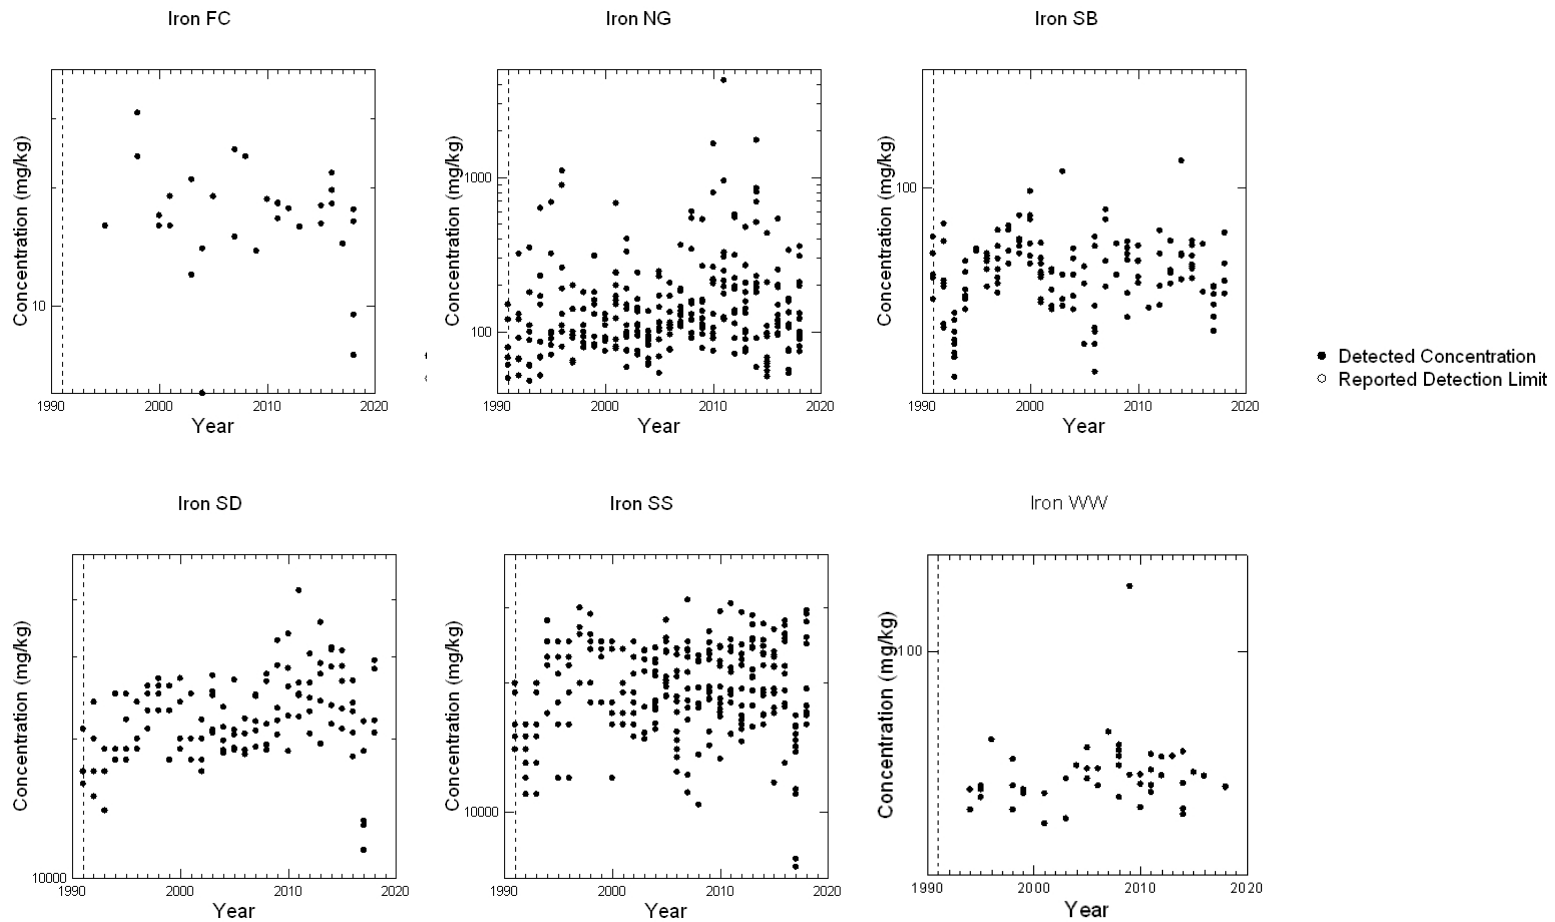 Iron FC
Iron NG
Iron SB
Concentration (mg/kg)
10
1990
2000
2010
2020
Year
Concentration (mg/kg)
1000
100
1990
2000
2010
2020
Year
Concentration (mg/kg)
100
1990
2000
2010
2020
Year
Detected Concentration
Reported Detection Limit
Iron SD
Iron SS
Iron WW
Concentration (mg/kg)
10000
1990
2000
2010
2020
Year
Concentration (mg/kg)
10000
1990
2000
2010
2020
Year
Concentration (mg/kg)
100
1990
2000
2010
2020
Year